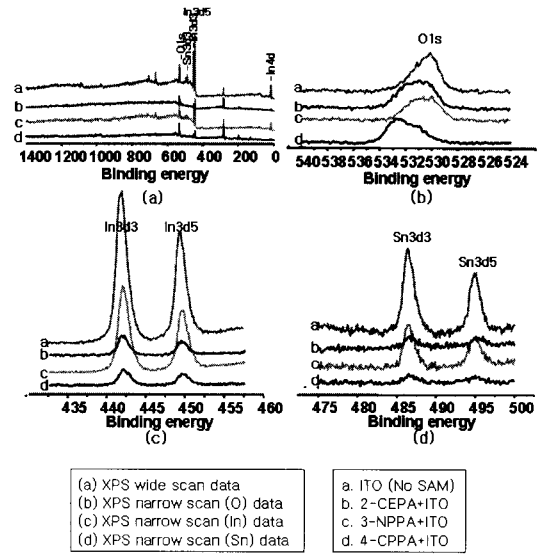 In3d5
In3d3
Sn3d3
O1s
In4d
a
b
c
d
1400 1200 1000 800 600 400 200 0
Binding energy
(a)
O1s
a
b
c
d
540 538 536 534 532 530 528 526 524
Binding energy
(b)
In3d3
In3d5
a
b
c
d
435 440 445 450 455 460
Binding energy
(c)
Sn3d3
Sn3d5
a
b
c
d
475 480 485 490 495 500
Binding energy
(d)
(a) XPS wide scan data
(b) XPS narrow scan (O) data
(c) XPS narrow scan (In) data
(d) XPS narrow scan (Sn) data
a. ITO (No SAM)
b. 2-CEPA+ITO
c. 3-NPPA+ITO
d. 4-CPPA+ITO